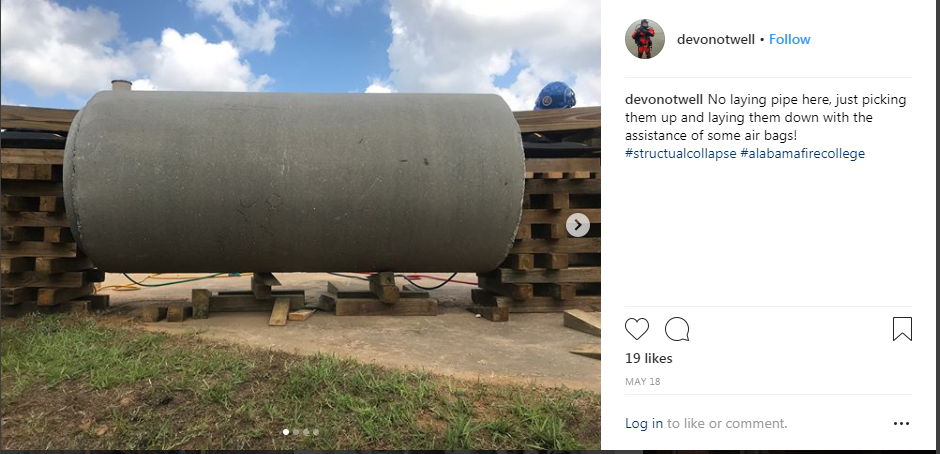 devonotwell • Follow
devonotwell No laying pipe here, just picking
them up and laying them down with the
assistance of some air bags!
#structualcollapse #alabamafirecollege
19 likes
MAY 18
Log in to like or comment.